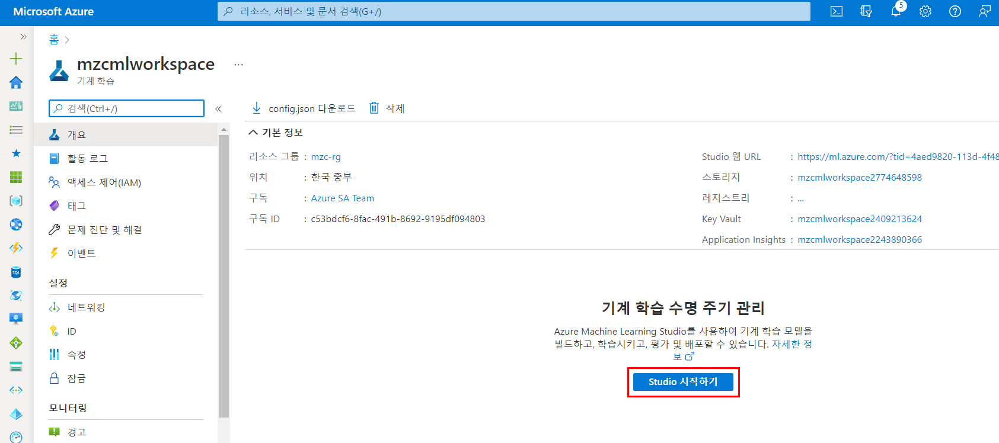 Microsoft Azure
리소스, 서비스 및 문서 검색(G+/)
5
홈
mzcmlworkspace
...
기계 학습
검색(Ctrl+/)
config.json 다운로드
삭제
개요
활동 로그
액세스 제어(IAM)
태그
문제 진단 및 해결
이벤트
설정
네트워킹
ID
속성
잠금
모니터링
경고
SQL
기본 정보
리소스 그룹 : mzc-rg
위치 : 한국 중부
구독 : Azure SA Team
구독 ID : c53bdcf6-8fac-491b-8692-9195df094803
Studio 웹 URL : https://ml.azure.com/?tid=4aed9820-113d-4f48
스토리지 : mzcmlworkspace2774648598
레지스트리 : ...
Key Vault : mzcmlworkspace2409213624
Application Insights : mzcmlworkspace2243890366
기계 학습 수명 주기 관리
Azure Machine Learning Studio를 사용하여 기계 학습 모델을
빌드하고, 학습시키고, 평가 및 배포할 수 있습니다. 자세한 정
보
Studio 시작하기